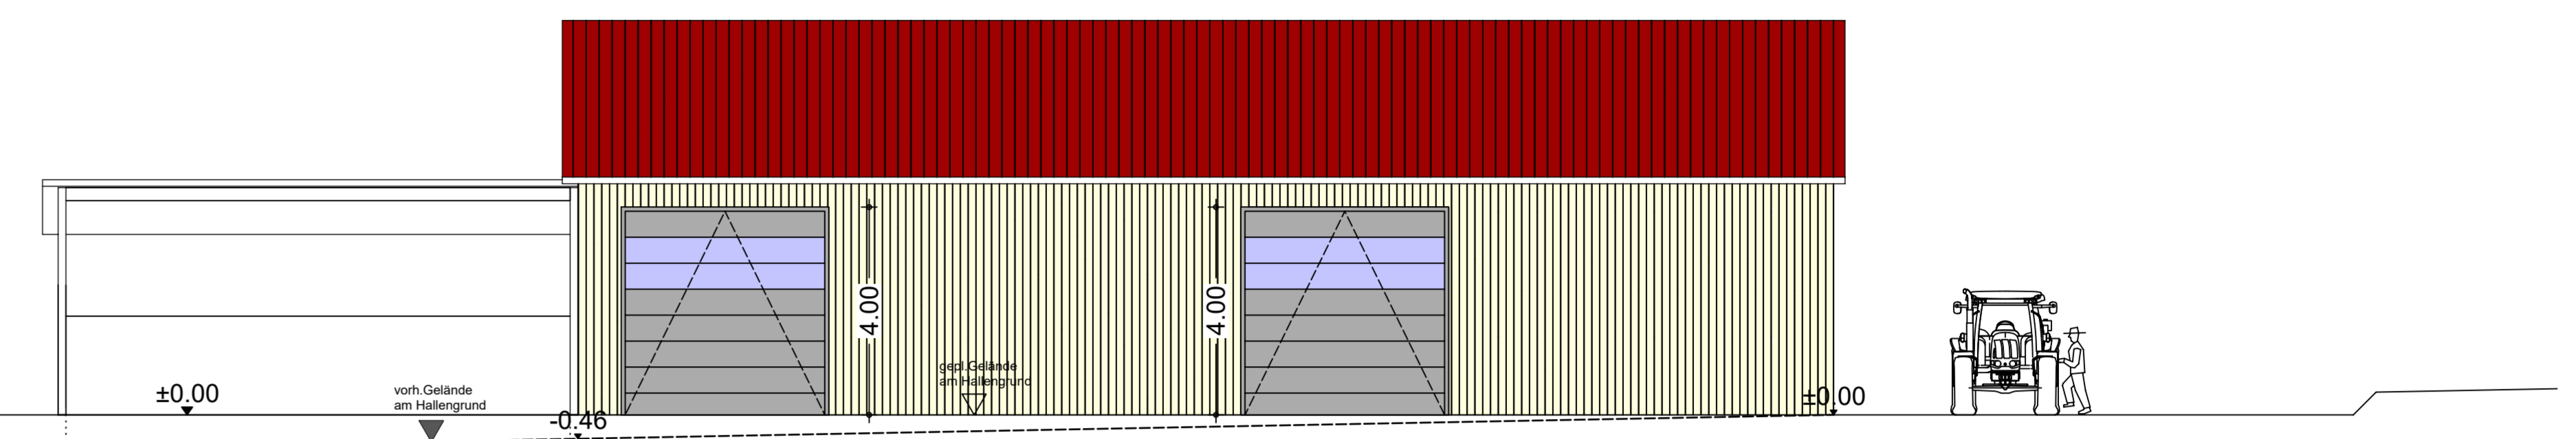 ±0.00
vorh.Gelände
am Hallengrund
-0.46
4.00
gepl.Gelände
am Hallengrund
4.00
±0.00